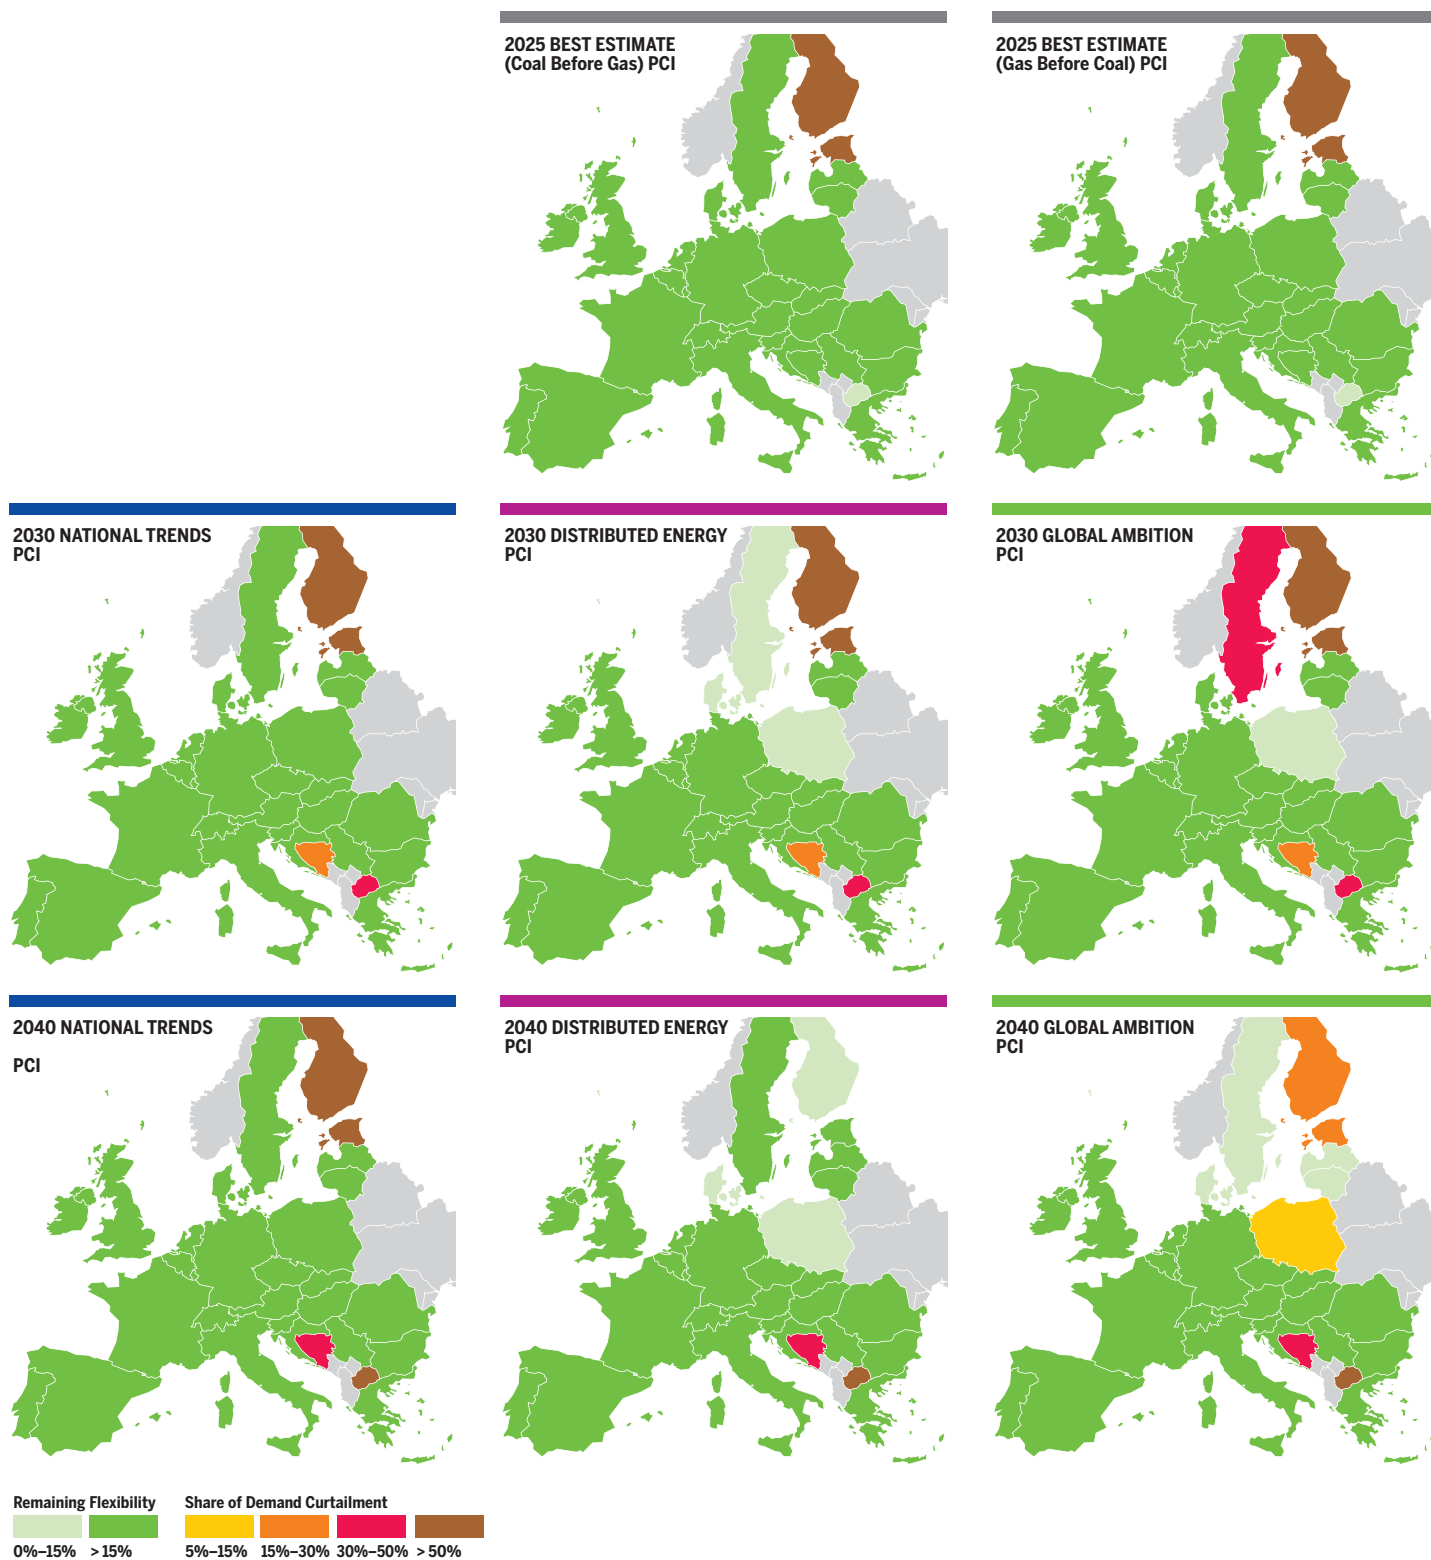 2025 BEST ESTIMATE
(Coal Before Gas) PCI
2025 BEST ESTIMATE
(Gas Before Coal) PCI
2030 NATIONAL TRENDS
PCI
2030 DISTRIBUTED ENERGY
PCI
2030 GLOBAL AMBITION
PCI
2040 NATIONAL TRENDS
PCI
2040 DISTRIBUTED ENERGY
PCI
2040 GLOBAL AMBITION
PCI
Remaining Flexibility
0%–15% > 15%
Share of Demand Curtailment
5%–15% 15%–30% 30%–50% > 50%